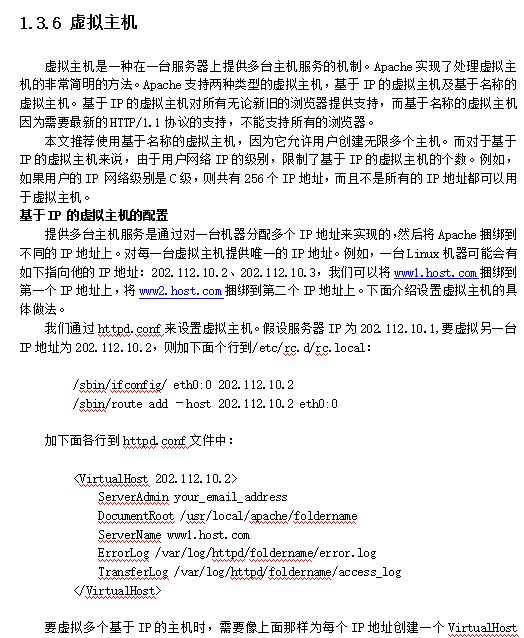 1.3.6 虚拟主机
虚拟主机是一种在一台服务器上提供多台主机服务的机制。Apache 实现了处理虚拟主
机的非常简明的方法。Apache 支持两种类型的虚拟主机，基于 IP 的虚拟主机及基于名称的
虚拟主机。基于 IP 的虚拟主机对所有无论新旧的浏览器提供支持，而基于名称的虚拟主机
因为需要最新的 HTTP/1.1 协议的支持，不能支持所有的浏览器。
本文推荐使用基于名称的虚拟主机，因为它允许用户创建无限多个主机。而对于基于
IP 的虚拟主机来说，由于用户网络 IP 的级别，限制了基于 IP 的虚拟主机的个数。例如，
如果用户的 IP 网络级别是 C 级，则共有 256 个 IP 地址，而且不是所有的 IP 地址都可以用
于虚拟主机。
基于 IP 的虚拟主机的配置
提供多台主机服务是通过对一台机器分配多个 IP 地址来实现的，然后将 Apache 捆绑到
不同的 IP 地址上。对每一台虚拟主机提供唯一的 IP 地址。例如，一台 Linux 机器可能会有
如下指向他的 IP 地址：202.112.10.2、202.112.10.3，我们可以将 www1.host.com 捆绑到
第一个 IP 地址上，将 www2.host.com 捆绑到第二个 IP 地址上。下面介绍设置虚拟主机的具
体做法。
我们通过 httpd.conf 来设置虚拟主机。假设服务器 IP 为 202.112.10.1,要虚拟另一台
IP 地址为 202.112.10.2，则加下面个行到/etc/rc.d/rc.local：
/sbin/ifconfig/ eth0:0 202.112.10.2
/sbin/route add －host 202.112.10.2 eth0:0
加下面各行到 httpd.conf 文件中：
<VirtualHost 202.112.10.2>
ServerAdmin your_email_address
DocumentRoot /usr/local/apache/foldername
ServerName www1.host.com
ErrorLog /var/log/httpd/foldername/error.log
TransferLog /var/log/httpd/foldername/access_log
</VirtualHost>
要虚拟多个基于 IP 的主机时，需要像上面那样为每个 IP 地址创建一个 VirtualHost